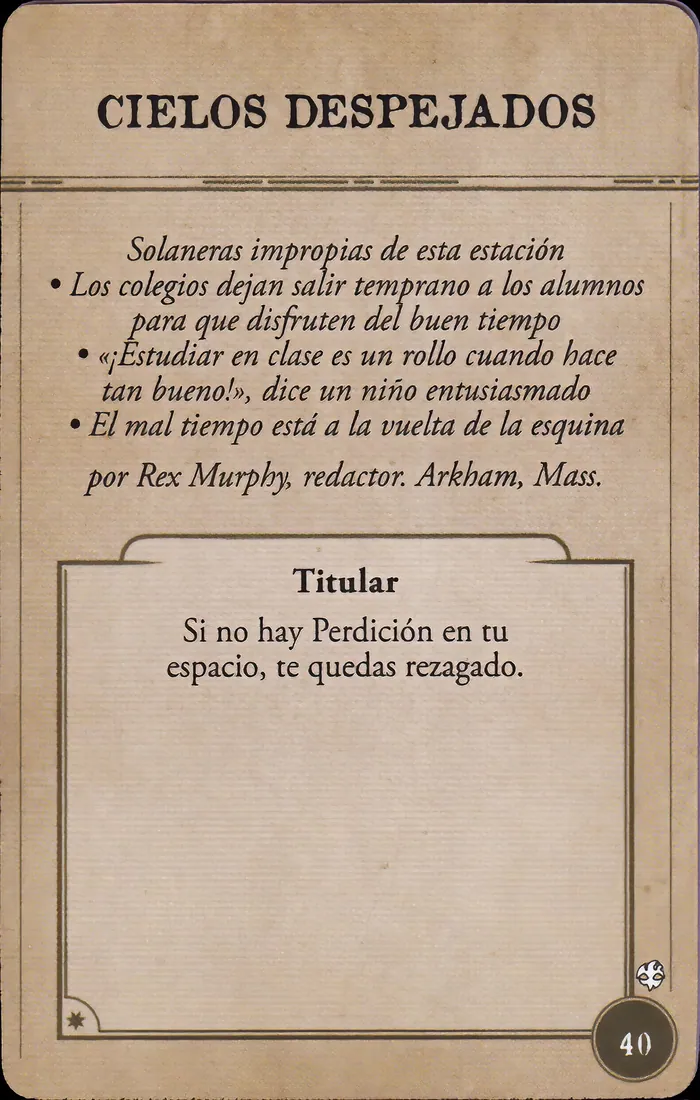 CIELOS DESPEJADOS
Solaneras impropias de esta estación
• Los colegios dejan salir temprano a los alumnos
para que disfruten del buen tiempo
• «¡Estudiar en clase es un rollo cuando hace
tan bueno!», dice un niño entusiasmado
• El mal tiempo está a la vuelta de la esquina
por Rex Murphy, redactor. Arkham, Mass.
Titular
Si no hay Perdición en tu
espacio, te quedas rezagado.
40